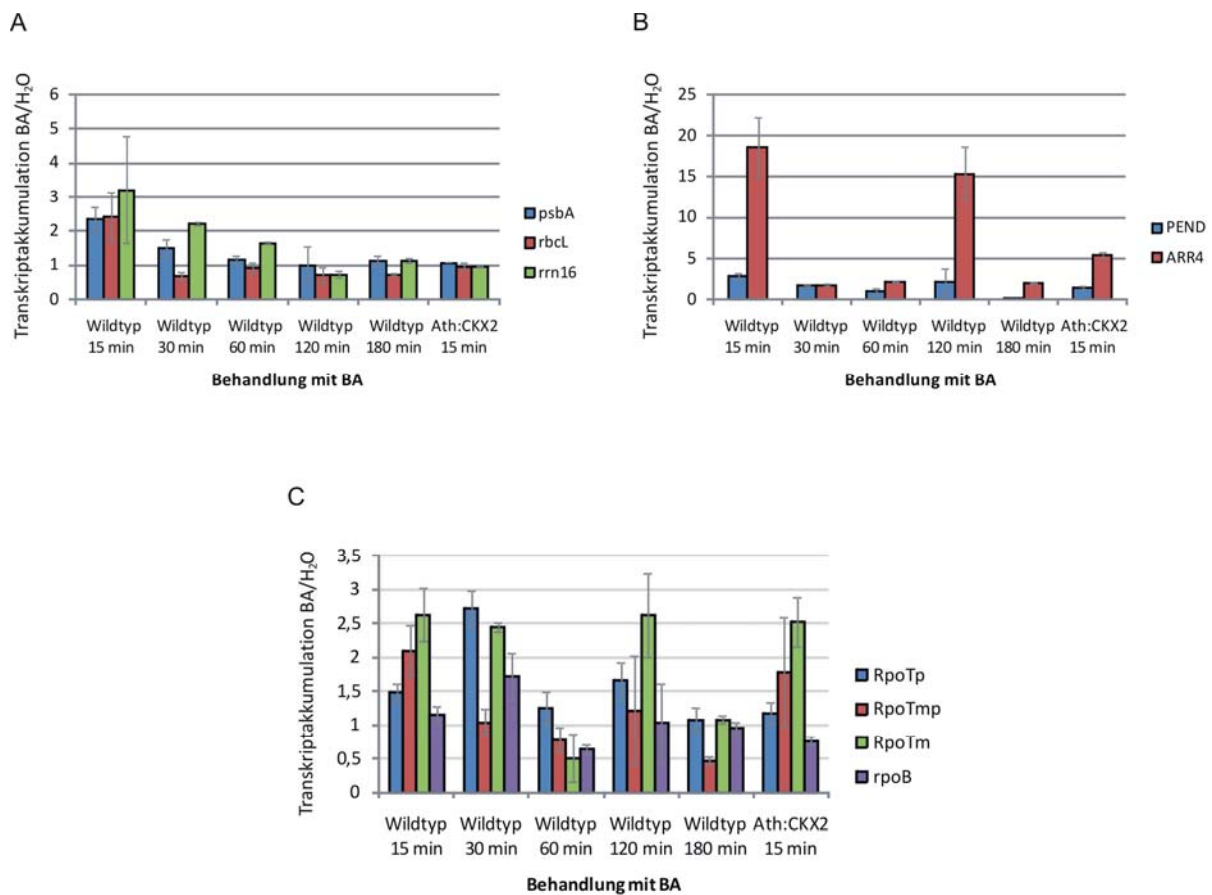 A
Transkriptakkumulation BA/H₂O
6
5
4
3
2
1
0
Wildtyp Wildtyp Wildtyp Wildtyp Wildtyp Ath:CKX2
15 min 30 min 60 min 120 min 180 min 15 min
Behandlung mit BA
psbA
rbcL
rrn16
B
Transkriptakkumulation BA/H₂O
25
20
15
10
5
0
Wildtyp Wildtyp Wildtyp Wildtyp Wildtyp Ath:CKX2
15 min 30 min 60 min 120 min 180 min 15 min
Behandlung mit BA
PEND
ARR4
C
Transkriptakkumulation BA/H₂O
3,5
3
2,5
2
1,5
1
0,5
0
Wildtyp Wildtyp Wildtyp Wildtyp Wildtyp Ath:CKX2
15 min 30 min 60 min 120 min 180 min 15 min
Behandlung mit BA
RpoTp
RpoTmp
RpoTm
rpoB